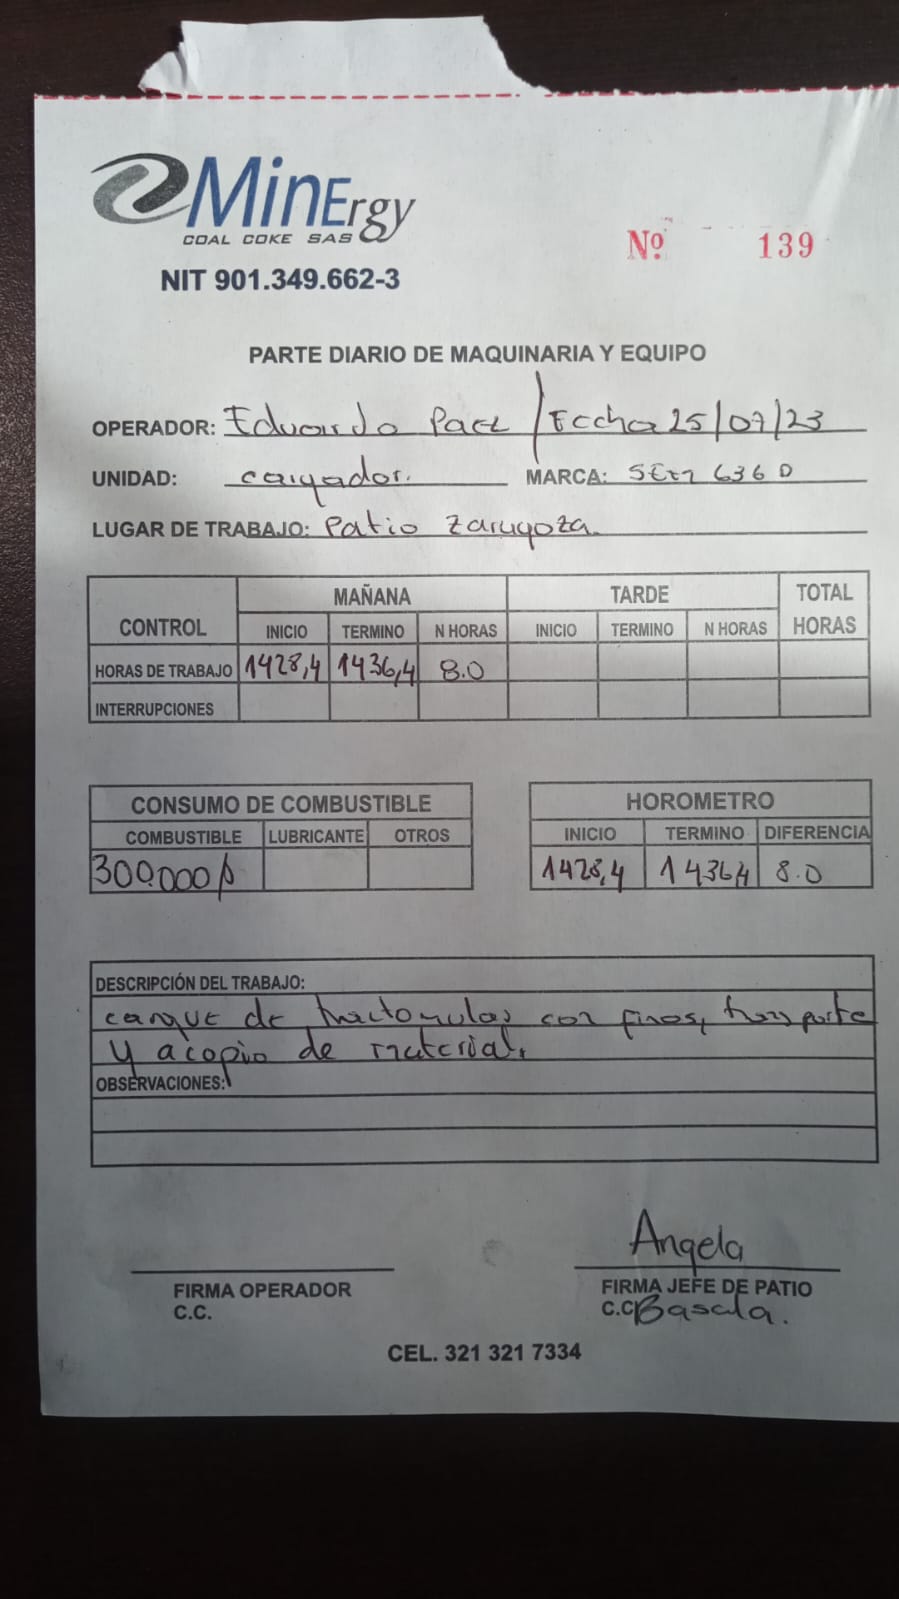 MinErgy
COAL COKE SAS
NIT 901.349.662-3
Nº 139
PARTE DIARIO DE MAQUINARIA Y EQUIPO
OPERADOR: Eduardo Paez / Fecha 25/07/23
UNIDAD: cargador. MARCA: SEM 636 D
LUGAR DE TRABAJO: Patio Zaragoza.
CONTROL MAÑANA TARDE TOTAL HORAS
INICIO TERMINO N HORAS INICIO TERMINO N HORAS
HORAS DE TRABAJO 1428,4 1436,4 8.0
INTERRUPCIONES
CONSUMO DE COMBUSTIBLE
COMBUSTIBLE LUBRICANTE OTROS
300.000 $
HOROMETRO
INICIO TERMINO DIFERENCIA
1428,4 1436,4 8.0
DESCRIPCIÓN DEL TRABAJO:
cargue de tractomulas con finos, transporte
y acopio de material.
OBSERVACIONES:
Angela
FIRMA OPERADOR FIRMA JEFE DE PATIO
C.C. C.C Bascula.
CEL. 321 321 7334